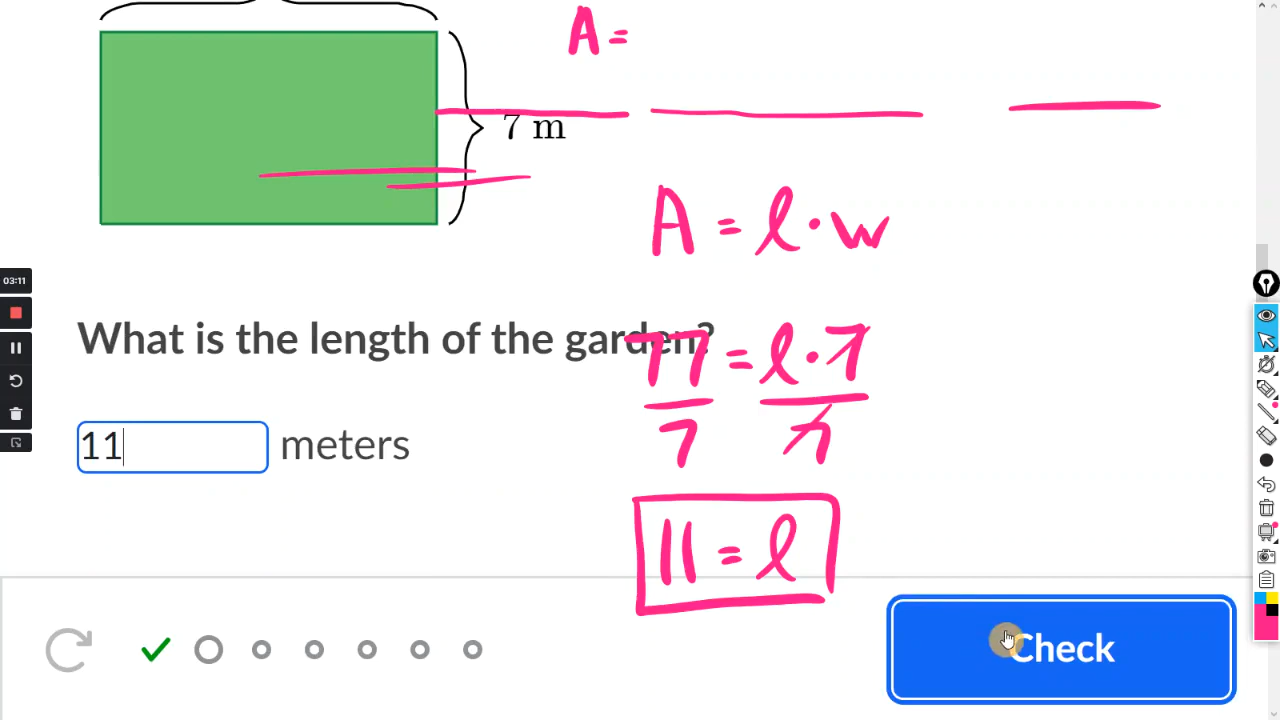 A =
7 m
A = l · w
What is the length of the garden?
77 = l · 7
7 7
11 meters
11 = l
Check
03:11